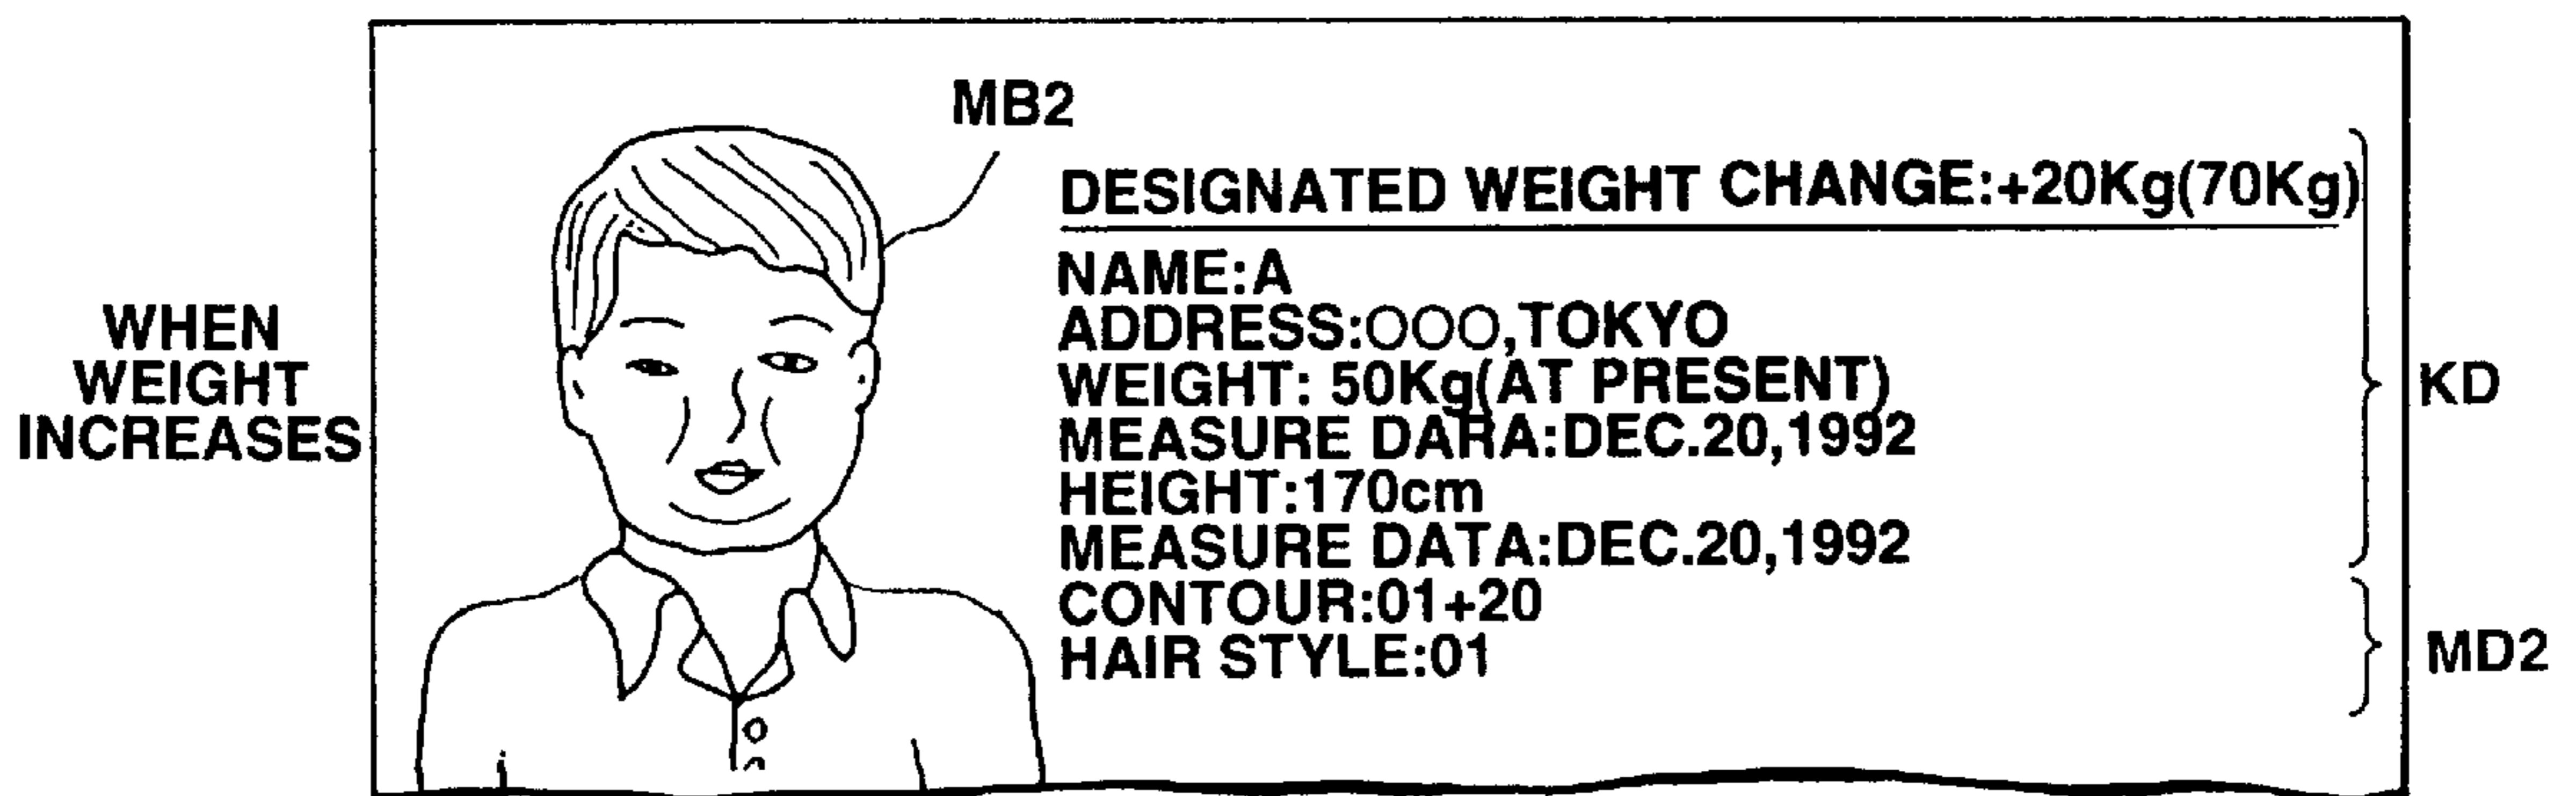 WHEN
WEIGHT
INCREASES
MB2
DESIGNATED WEIGHT CHANGE:+20Kg(70Kg)
NAME:A
ADDRESS:○○○,TOKYO
WEIGHT: 50Kg(AT PRESENT)
MEASURE DARA:DEC.20,1992
HEIGHT:170cm
MEASURE DATA:DEC.20,1992
CONTOUR:01+20
HAIR STYLE:01
KD
MD2